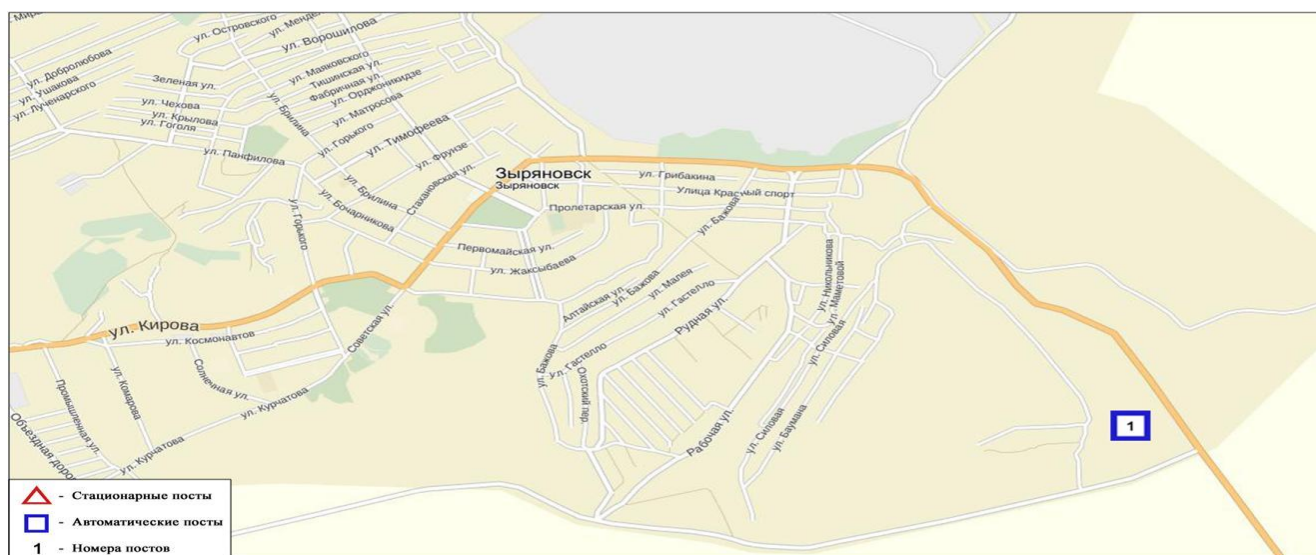 ул. Островского
ул. Ворошилова
ул. Добролюбова
ул. Ушакова
ул. Луначарского
Зеленая ул.
ул. Чехова
ул. Крылова
ул. Гоголя
ул. Маяковского
Тишинская ул.
Фабричная ул.
ул. Орджоникидзе
ул. Матросова
ул. Брилина
ул. Горького
ул. Тимофеева
ул. Панфилова
ул. Фрунзе
Стахановская ул.
ул. Брилина
ул. Бочарникова
ул. Горького
Зыряновск
Зыряновск
ул. Грибакина
Улица Красный спорт
Пролетарская ул.
ул. Бажова
Первомайская ул.
ул. Жаксыбаева
ул. Никольникова
ул. Маметовой
ул. Малея
ул. Бажова
ул. Гастелло
Алтайская ул.
Рудная ул.
ул. Кирова
ул. Космонавтов
Советская ул.
ул. Силовая
ул. Бажова
ул. Гастелло
Охотский пер.
Солнечная ул.
ул. Комарова
Промышленная ул.
ул. Курчатова
ул. Курчатова
Объездная
Рабочая ул.
ул. Силовая
ул. Баумана
1
- Стационарные посты
- Автоматические посты
1 - Номера постов